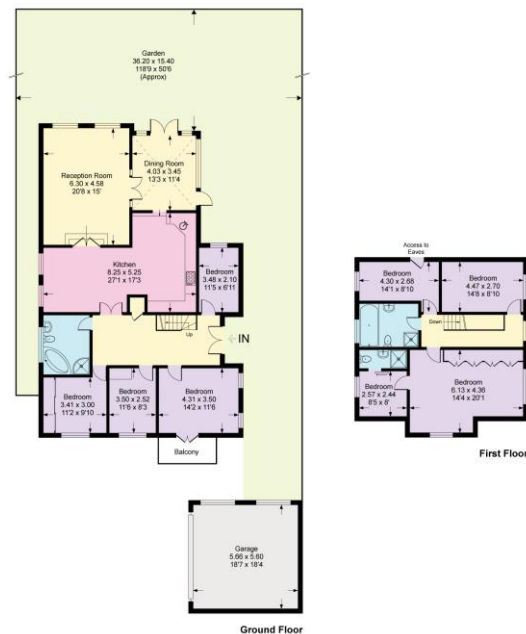 Garden
36.20 x 15.40
118'9 x 50'6
(Approx)
Reception Room
6.30 x 4.58
20'8 x 15'
Dining Room
4.03 x 3.45
13'3 x 11'4
Kitchen
8.25 x 5.25
27'1 x 17'3
Bedroom
3.48 x 2.10
11'5 x 6'11
Up
IN
Bedroom
3.41 x 3.00
11'2 x 9'10
Bedroom
3.50 x 2.52
11'6 x 8'3
Bedroom
4.31 x 3.50
14'2 x 11'6
Balcony
Garage
5.66 x 5.60
18'7 x 18'4
Ground Floor
Access to
Eaves
Bedroom
4.30 x 2.68
14'1 x 8'10
Bedroom
4.47 x 2.70
14'8 x 8'10
Down
Bedroom
2.57 x 2.44
8'5 x 8'
Bedroom
6.13 x 4.36
14'4 x 20'1
First Floor